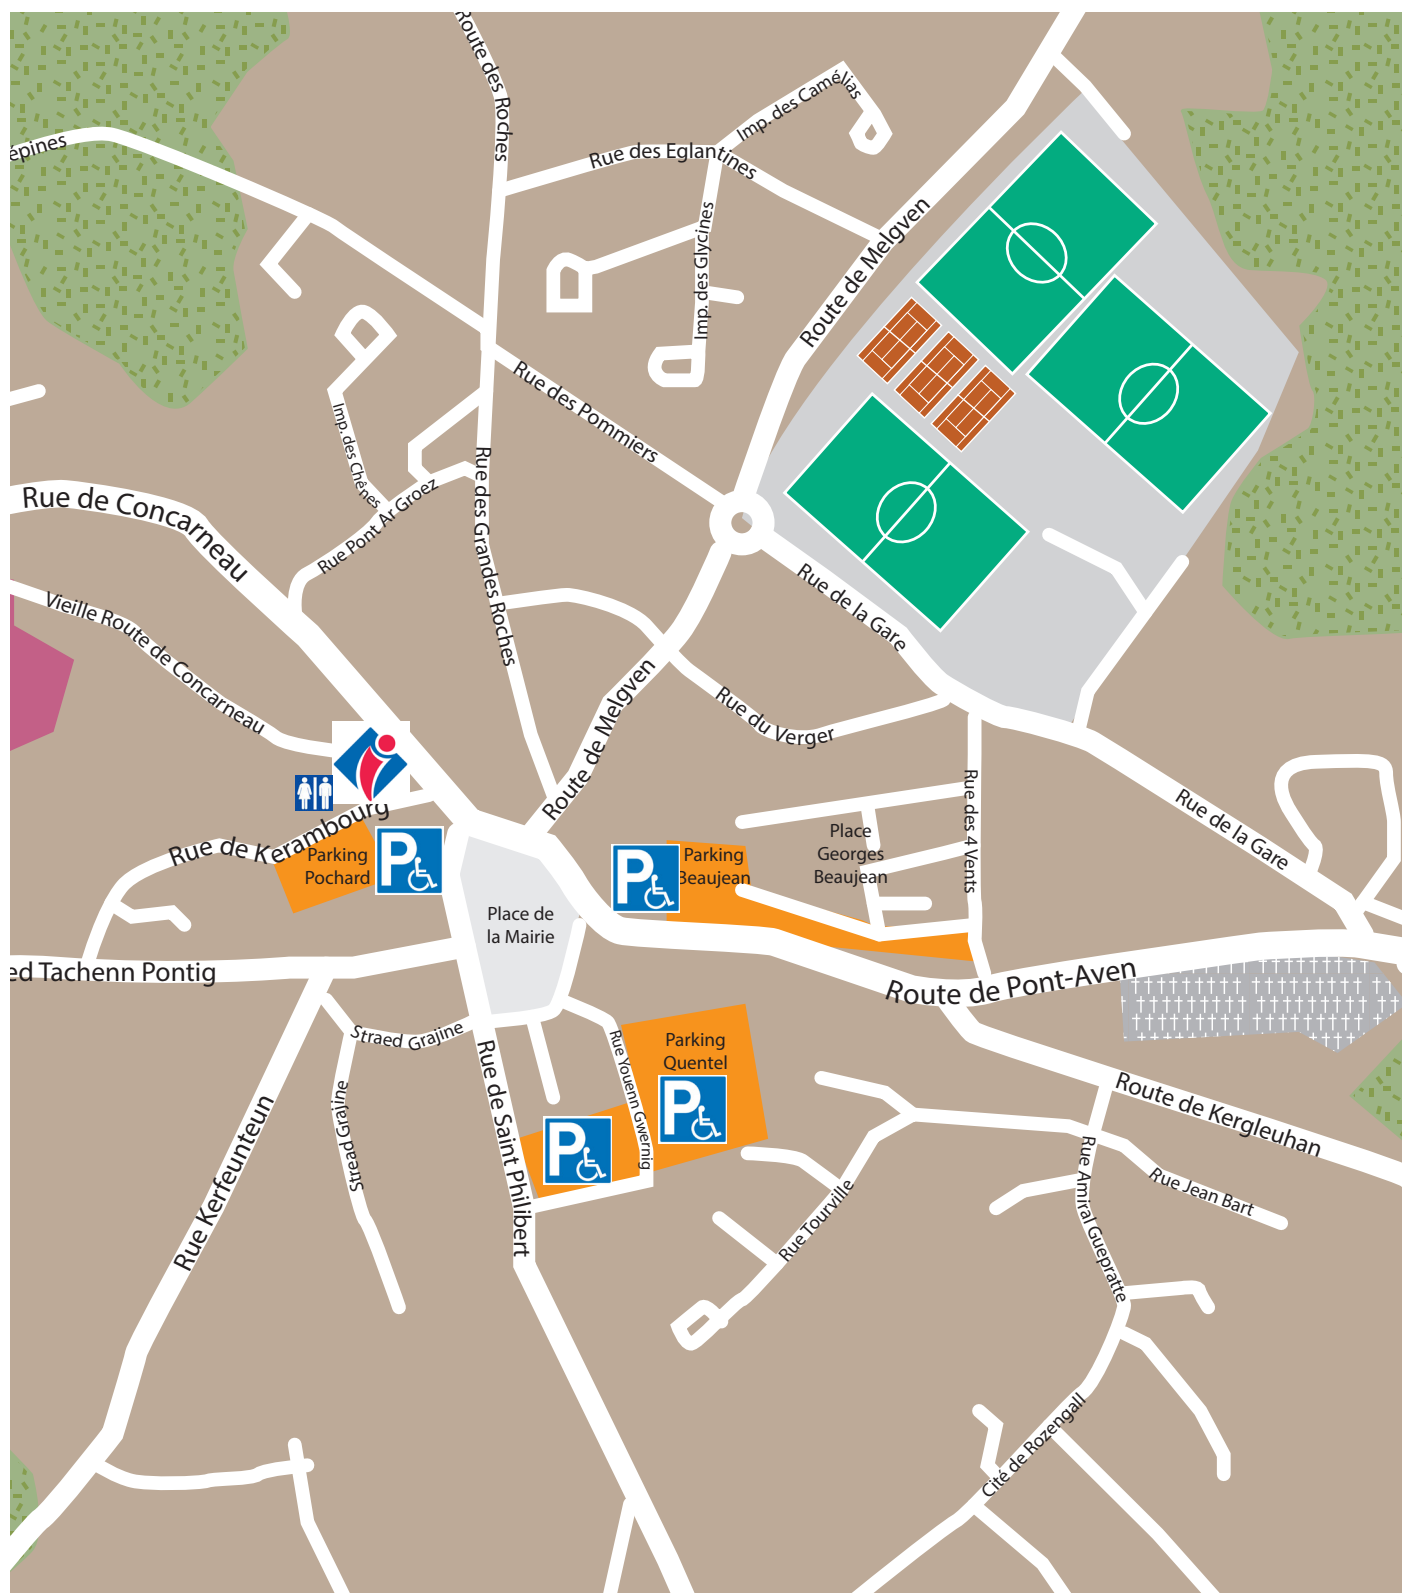 Route des Roches
épines
Imp. des Camélias
Rue des Eglantines
Imp. des Glycines
Route de Melgven
Rue des Pommiers
Imp. des Chênes
Rue Pont Ar Groez
Rue des Grandes Roches
Rue de Concarneau
Vieille Route de Concarneau
Rue de la Gare
Route de Melgven
Rue du Verger
Rue des 4 Vents
Rue de la Gare
Rue de Kerambourg
Parking
Pochard
P
P
Parking
Beaujean
Place
Georges
Beaujean
Place de
la Mairie
ed Tachenn Pontig
Route de Pont-Aven
Straed Grajine
Stread Grajine
Rue Kerfeunteun
Rue de Saint Philibert
Rue Youenn Gwernig
Parking
Quentel
P
P
Route de Kergleuhan
Rue Jean Bart
Rue Amiral Guepratte
Rue Tourville
Cité de Rozengall